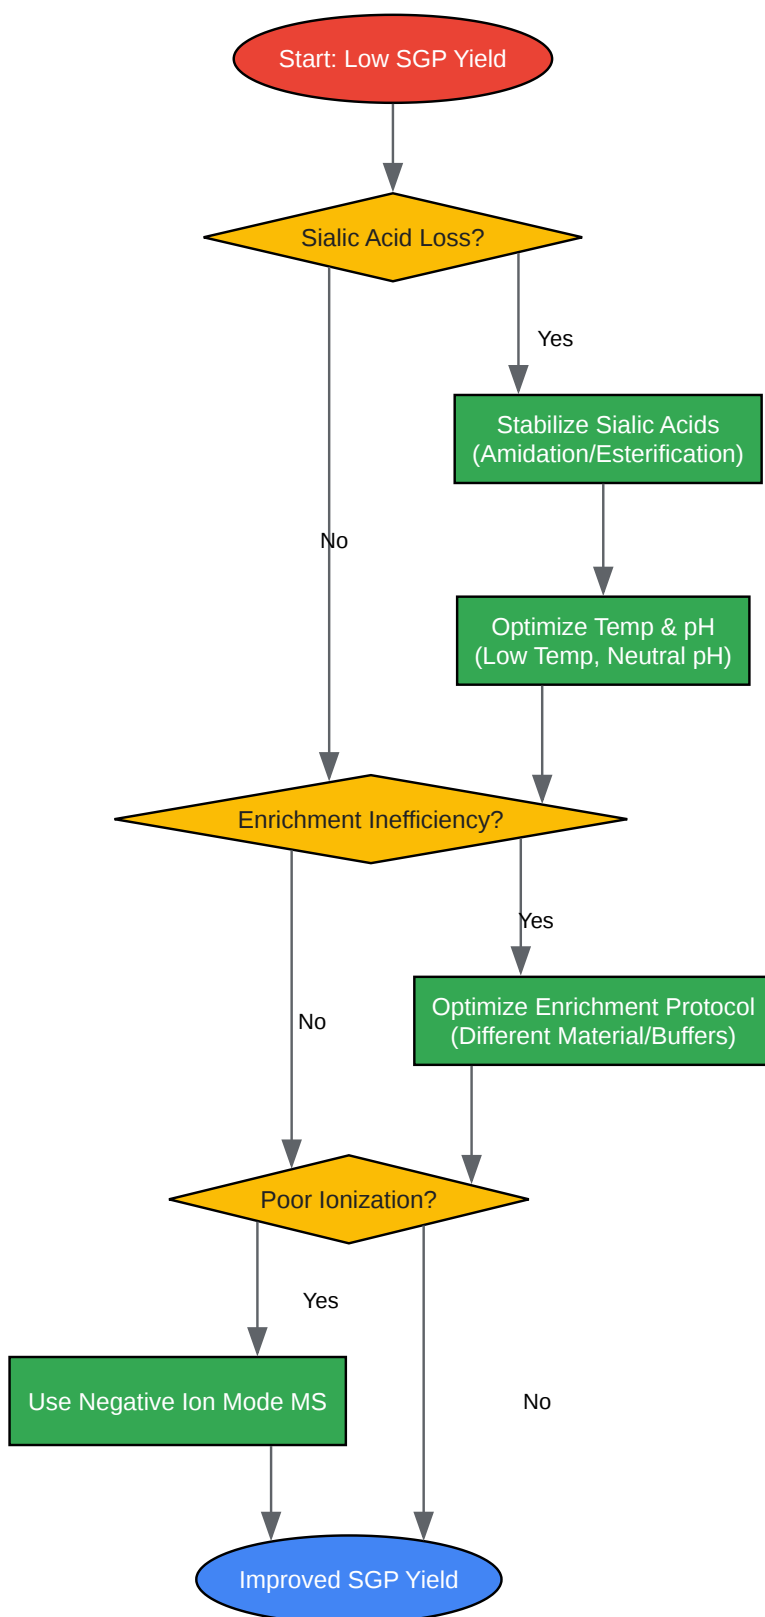 Start: Low SGP Yield
Sialic Acid Loss?
Yes
Stabilize Sialic Acids
(Amidation/Esterification)
No
Optimize Temp & pH
(Low Temp, Neutral pH)
Enrichment Inefficiency?
Yes
Optimize Enrichment Protocol
(Different Material/Buffers)
No
Poor Ionization?
Yes
Use Negative Ion Mode MS
No
Improved SGP Yield